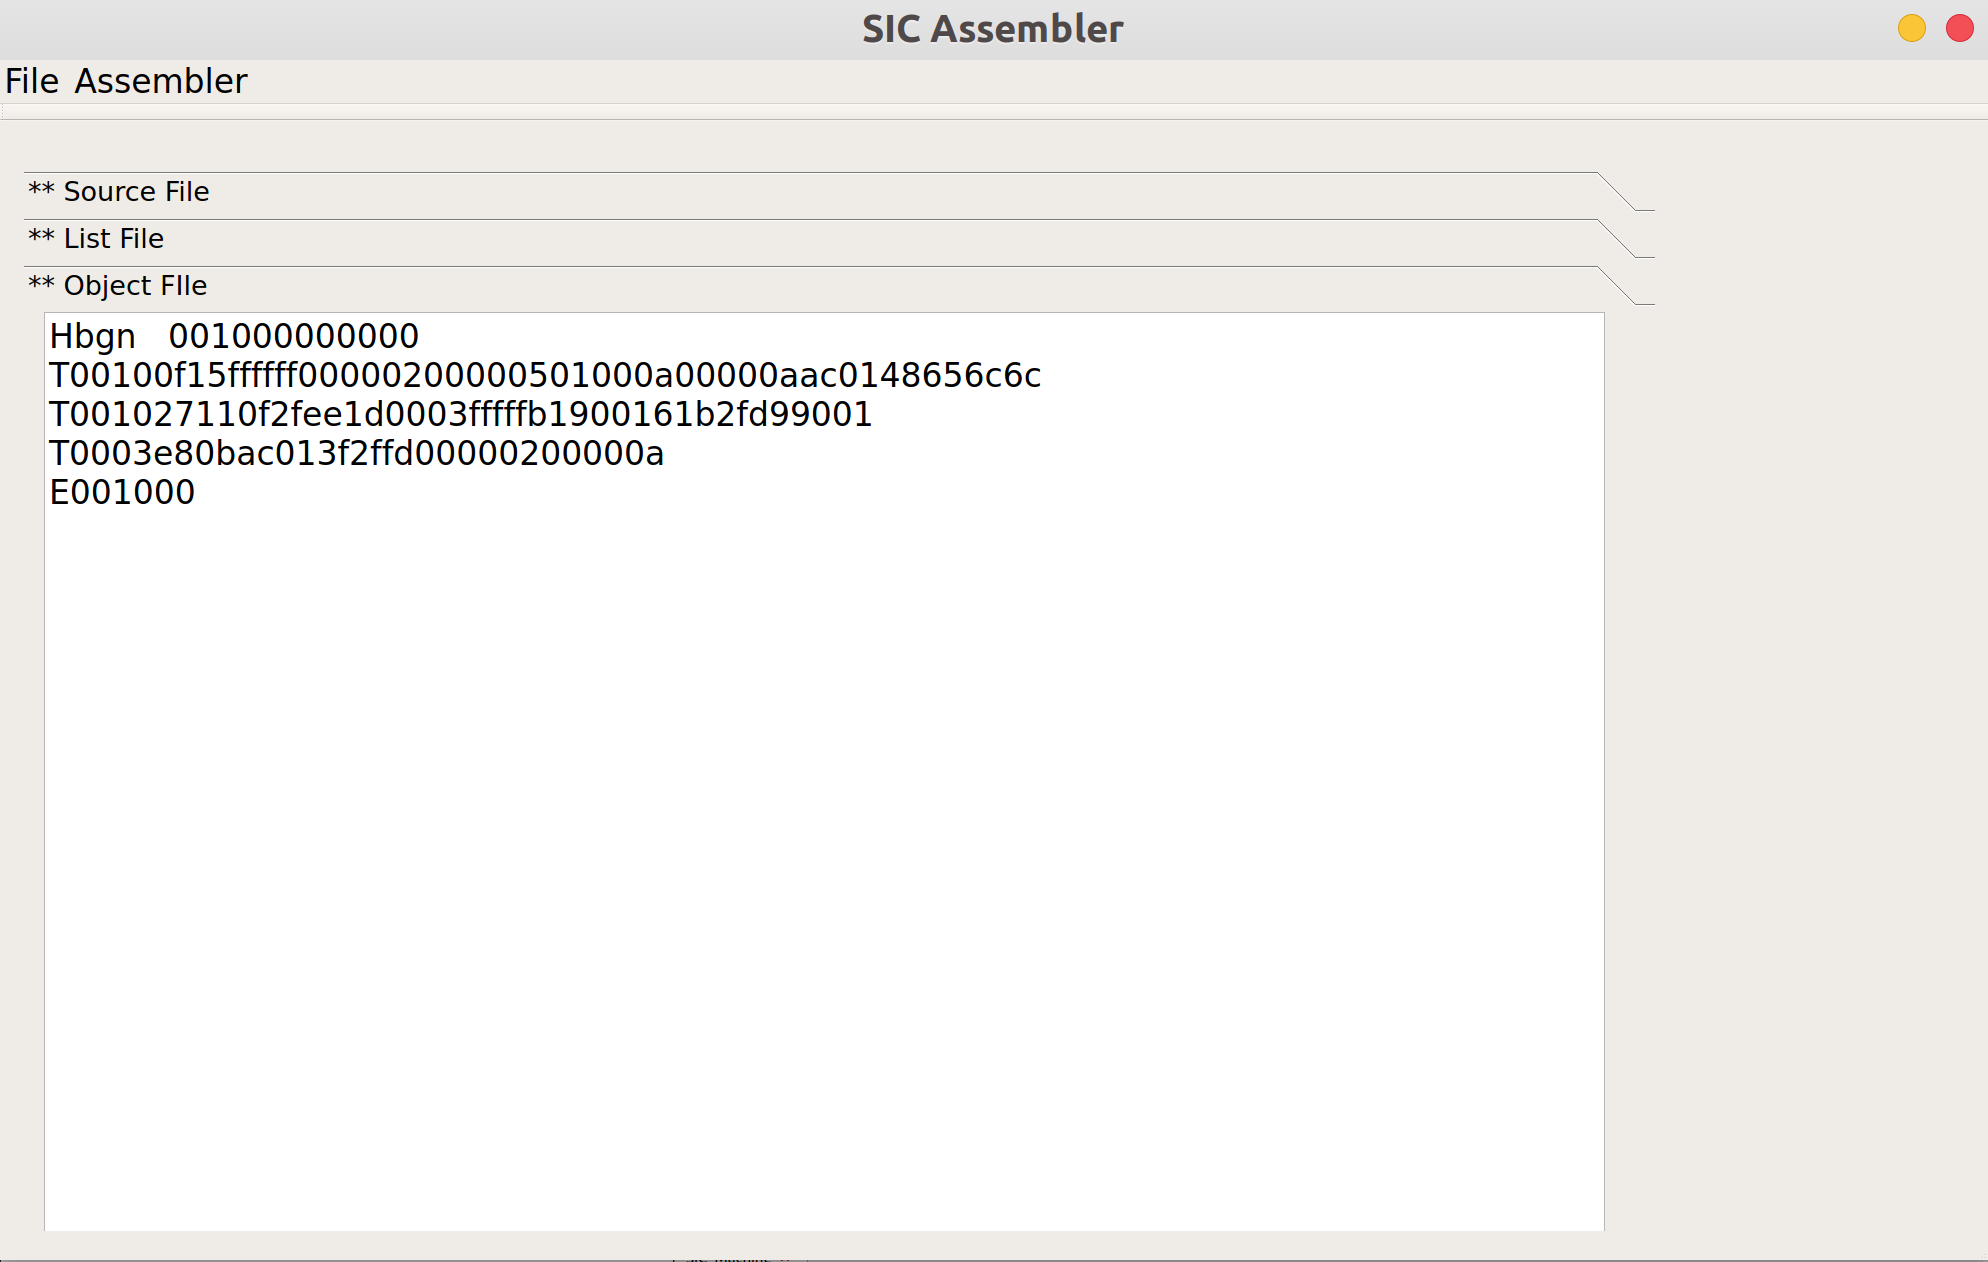 SIC Assembler
File Assembler
** Source File
** List File
** Object FIle
Hbgn   001000000000
T00100f15ffffff00000200000501000a00000aac0148656c6c
T001027110f2fee1d0003fffffb1900161b2fd99001
T0003e80bac013f2ffd00000200000a
E001000